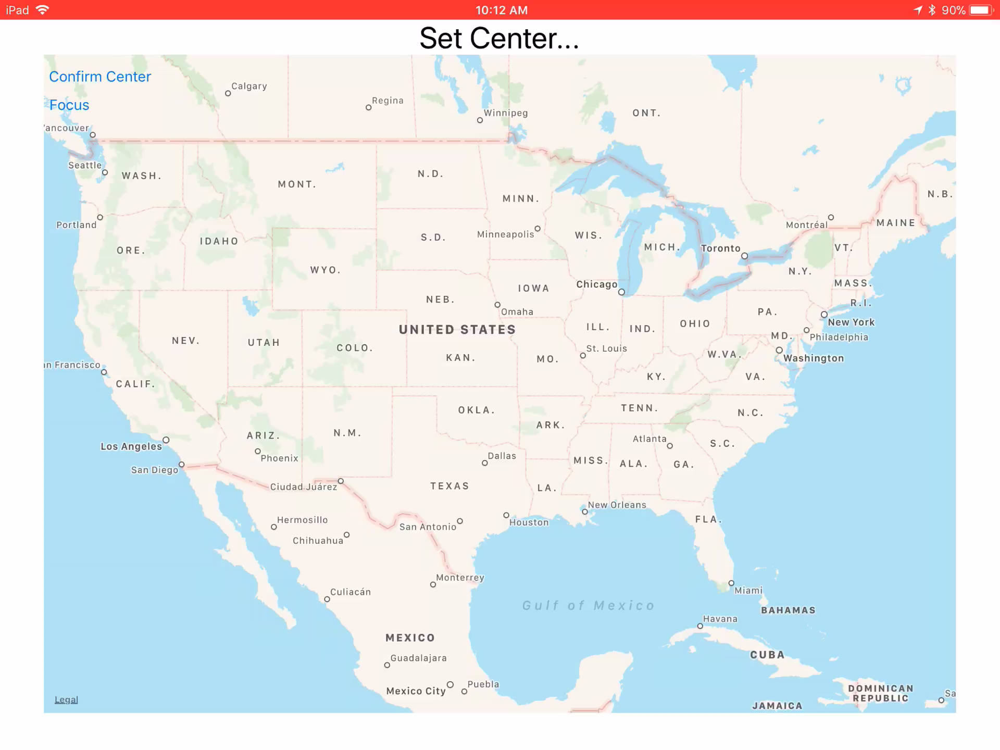 iPad
10:12 AM
90%
Set Center...
Confirm Center
Focus
Calgary
Regina
Winnipeg
ONT.
ancouver
Seattle
WASH.
MONT.
N.D.
MINN.
N.B.
Portland
ORE.
IDAHO
S.D.
Minneapolis
WIS.
MICH.
Toronto
Montréal
MAINE
VT.
WYO.
N.Y.
IOWA
Chicago
MASS.
NEB.
Omaha
R.I.
PA.
New York
UNITED STATES
ILL.
IND.
OHIO
MD.
Philadelphia
NEV.
UTAH
COLO.
KAN.
MO.
St. Louis
W.VA.
Washington
n Francisco
CALIF.
KY.
VA.
OKLA.
TENN.
N.C.
ARK.
ARIZ.
N.M.
Atlanta
S.C.
Los Angeles
Phoenix
Dallas
MISS.
ALA.
GA.
San Diego
Ciudad Juárez
TEXAS
LA.
New Orleans
Hermosillo
Houston
FLA.
San Antonio
Chihuahua
Monterrey
Miami
Culiacán
Gulf of Mexico
BAHAMAS
Havana
MEXICO
CUBA
Guadalajara
Puebla
Mexico City
DOMINICAN
REPUBLIC
Sa
JAMAICA
Legal